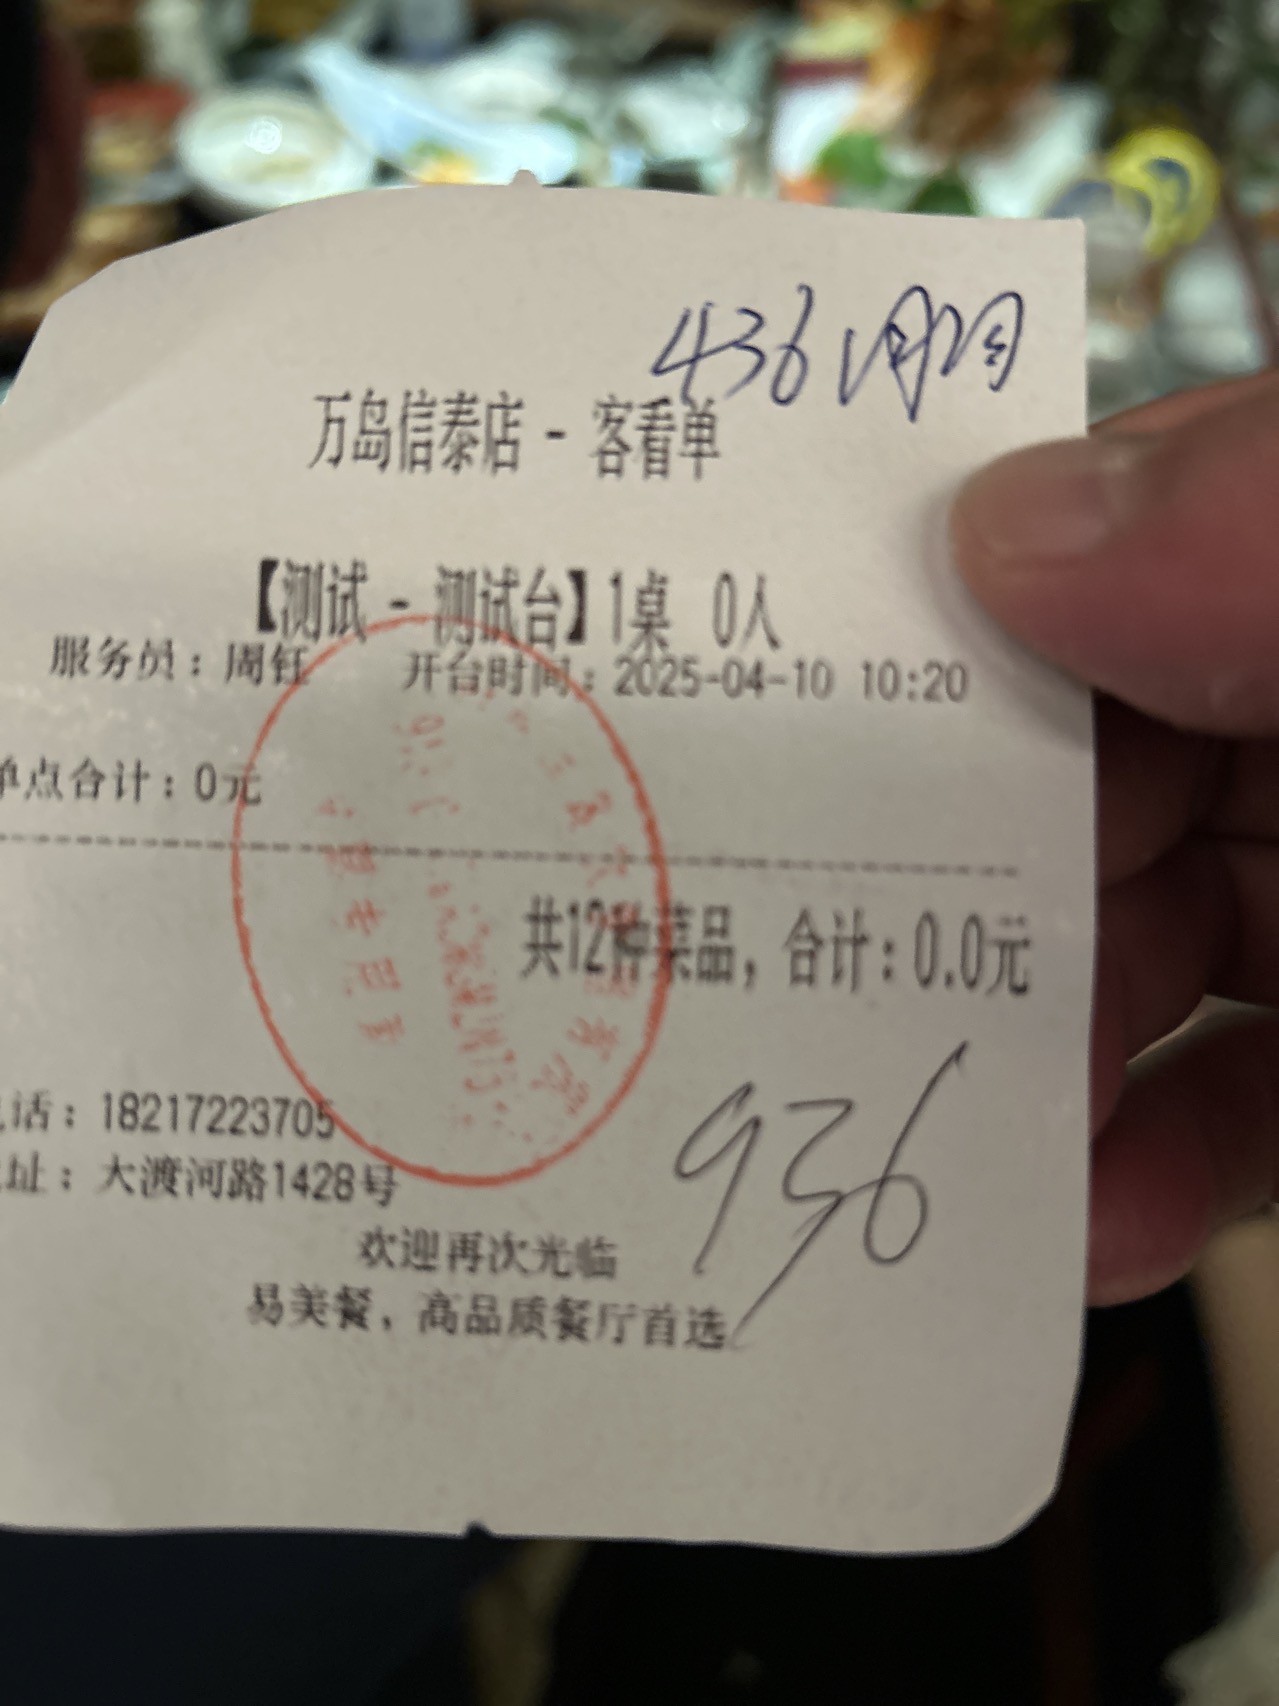 436
万岛信泰店 - 客看单
【测试 - 测试台】1桌 0人
服务员：周钰 开台时间：2025-04-10 10:20
单点合计：0元
共12种菜品，合计：0.0元
936
话：18217223705
址：大渡河路1428号
欢迎再次光临
易美餐，高品质餐厅首选